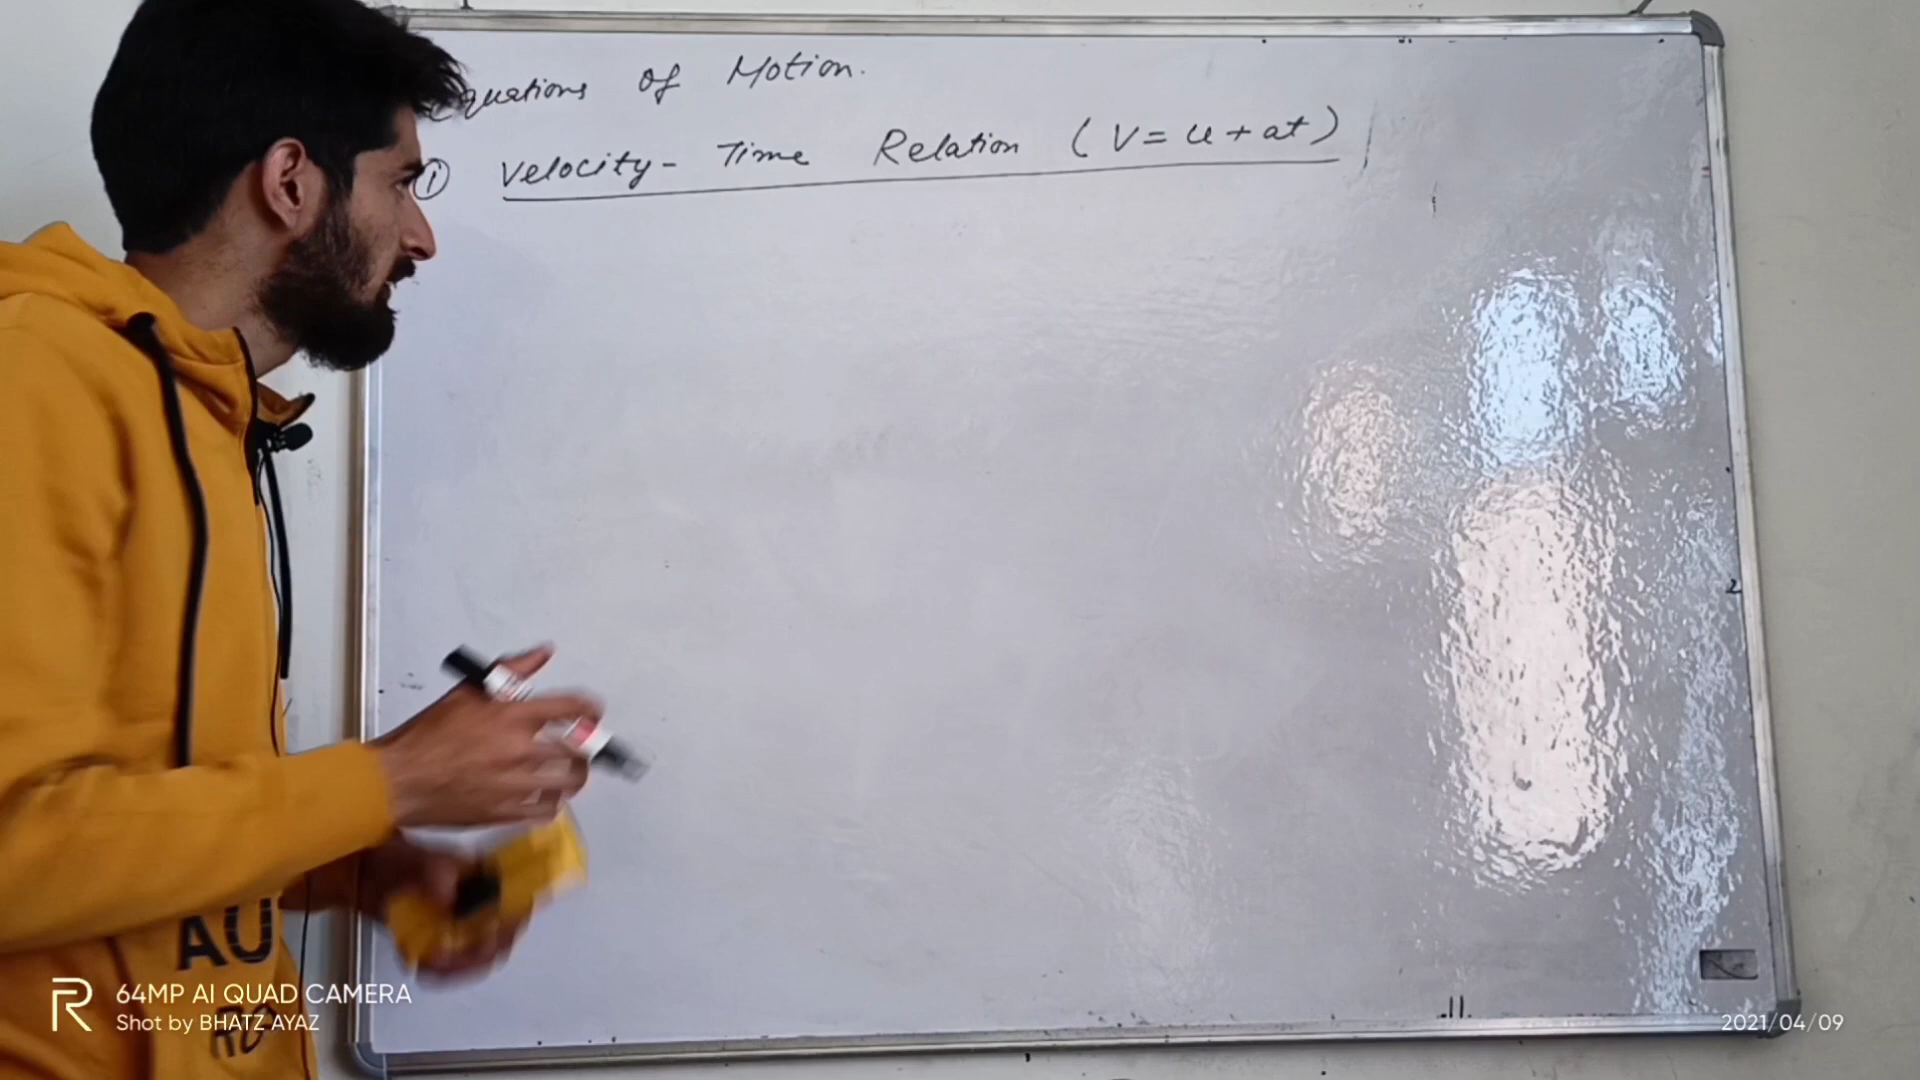 Equations of Motion.
① Velocity- Time Relation ( V = u + at )
AU
64MP AI QUAD CAMERA
Shot by BHATZ AYAZ
2021/04/09